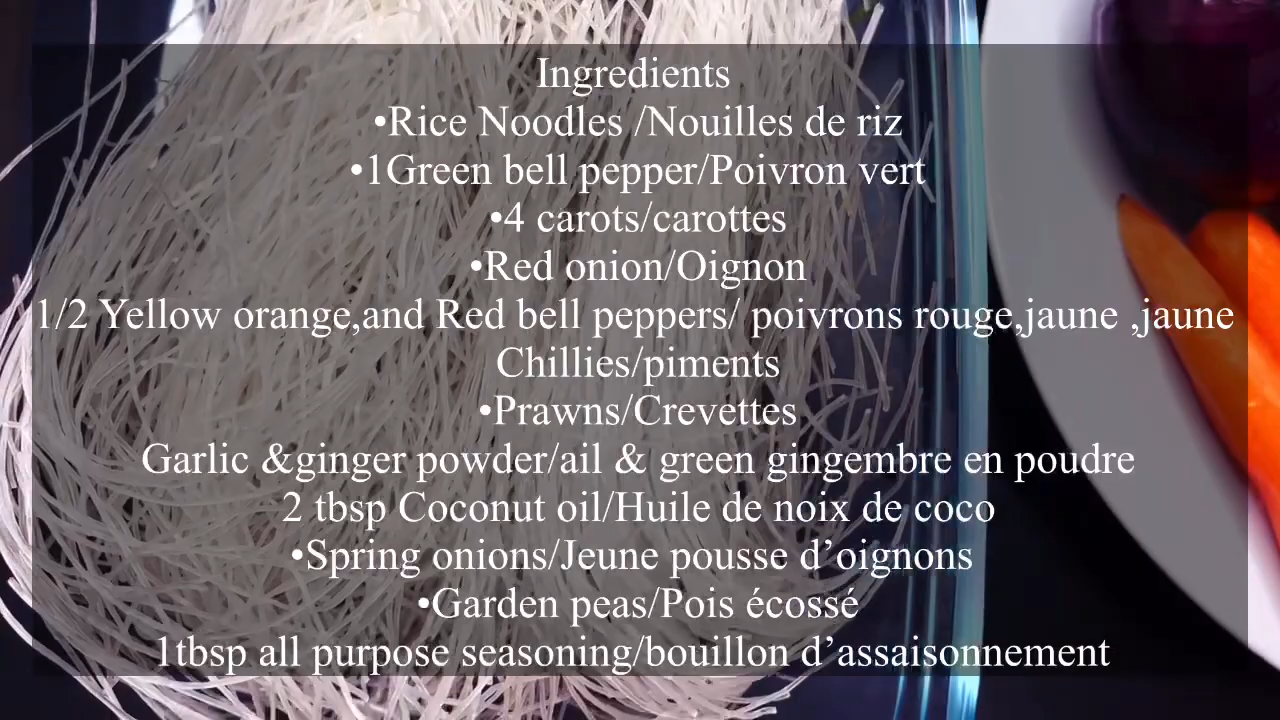 Ingredients
•Rice Noodles /Nouilles de riz
•1Green bell pepper/Poivron vert
•4 carots/carottes
•Red onion/Oignon
1/2 Yellow orange,and Red bell peppers/ poivrons rouge,jaune ,jaune
Chillies/piments
•Prawns/Crevettes
Garlic &ginger powder/ail & green gingembre en poudre
2 tbsp Coconut oil/Huile de noix de coco
•Spring onions/Jeune pousse d’oignons
•Garden peas/Pois écossé
1tbsp all purpose seasoning/bouillon d’assaisonnement